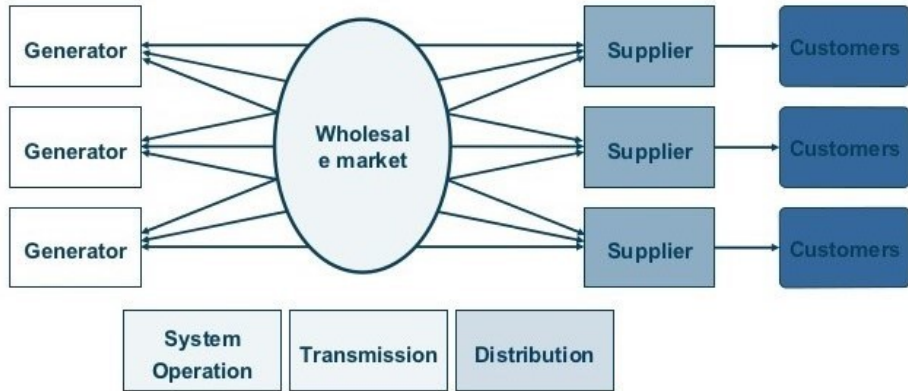 Generator
Supplier
Customers
Generator
Wholesal
e market
Supplier
Customers
Generator
Supplier
Customers
System
Operation
Transmission
Distribution